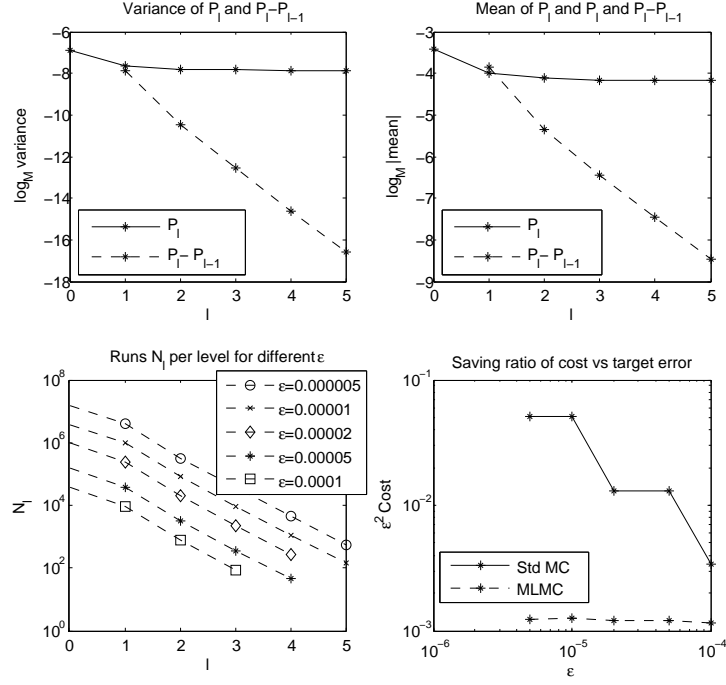 Variance of P_l and P_l−P_l−1
−6
−8
−10
−12
−14
−16
−18
0 1 2 3 4 5
l
log_M variance
P_l
P_l− P_l−1
Mean of P_l and P_l and P_l−P_l−1
−3
−4
−5
−6
−7
−8
−9
0 1 2 3 4 5
l
log_M |mean|
P_l
P_l− P_l−1
Runs N_l per level for different ε
10^8
10^6
10^4
10^2
10^0
0 1 2 3 4 5
l
N_l
ε=0.000005
ε=0.00001
ε=0.00002
ε=0.00005
ε=0.0001
Saving ratio of cost vs target error
10^−1
10^−2
10^−3
10^−6 10^−5 10^−4
ε
ε^2 Cost
Std MC
MLMC